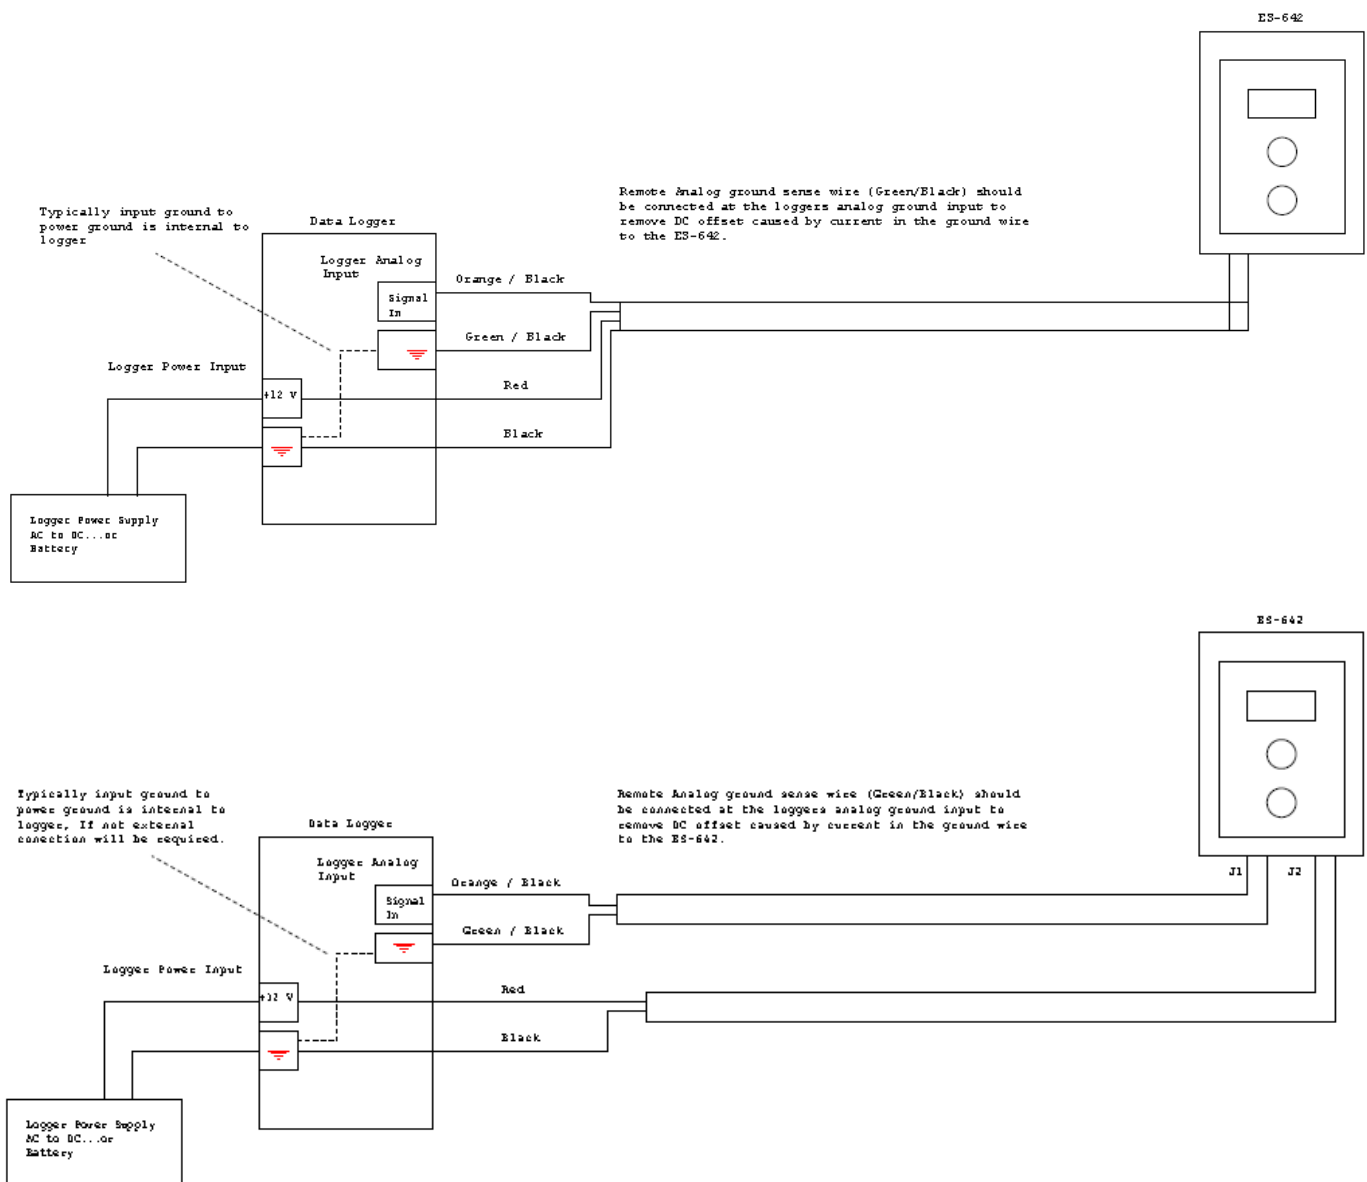 ES-642
Remote Analog ground sense wire (Green/Black) should
be connected at the loggers analog ground input to
remove DC offset caused by current in the ground wire
to the ES-642.
Typically input ground to
power ground is internal to
logger
Data Logger
Logger Analog
Input
Signal
In
Orange / Black
Green / Black
Logger Power Input
+12 V
Red
Black
Logger Power Supply
AC to DC...or
Battery
ES-642
Typically input ground to
power ground is internal to
logger, If not external
conection will be required.
Remote Analog ground sense wire (Green/Black) should
be connected at the loggers analog ground input to
remove DC offset caused by current in the ground wire
to the ES-642.
Data Logger
Logger Analog
Input
Signal
In
Orange / Black
Green / Black
J1
J2
Logger Power Input
+12 V
Red
Black
Logger Power Supply
AC to DC...or
Battery